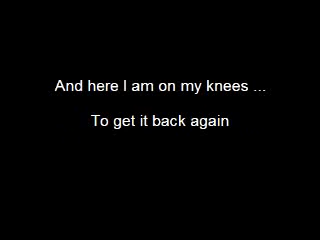 And here I am on my knees ...
To get it back again